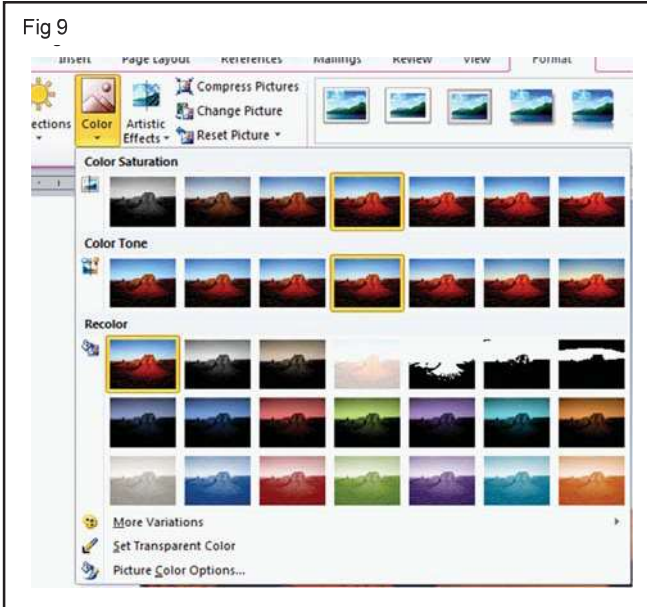 Fig 9
Insert Page Layout References Mailings Review View Format
ections Color Artistic Effects Compress Pictures
Change Picture
Reset Picture
Color Saturation
Color Tone
Recolor
More Variations
Set Transparent Color
Picture Color Options...